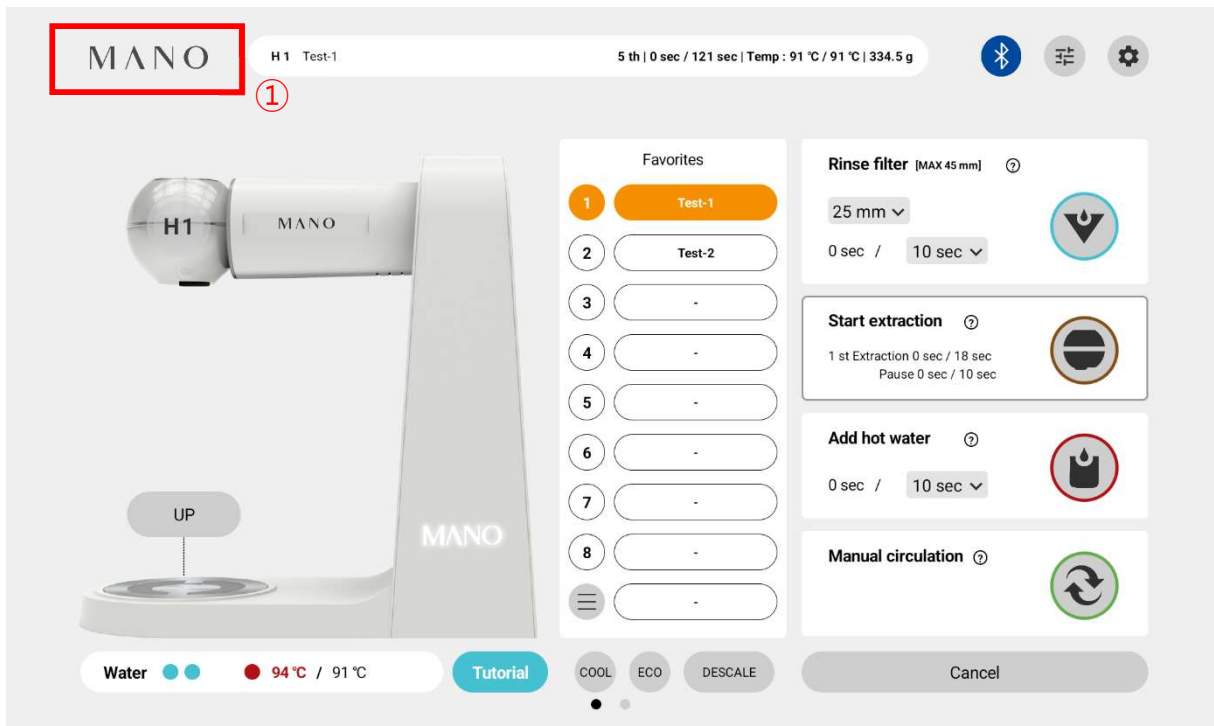 MANO
H 1 Test-1
5 th | 0 sec / 121 sec | Temp : 91 ℃ / 91 ℃ | 334.5 g
①
H1
MANO
UP
MANO
Favorites
1 Test-1
2 Test-2
3 -
4 -
5 -
6 -
7 -
8 -
-
Rinse filter [MAX 45 mm] ?
25 mm
0 sec / 10 sec
Start extraction ?
1 st Extraction 0 sec / 18 sec
Pause 0 sec / 10 sec
Add hot water ?
0 sec / 10 sec
Manual circulation ?
Water 94 ℃ / 91 ℃
Tutorial
COOL
ECO
DESCALE
Cancel